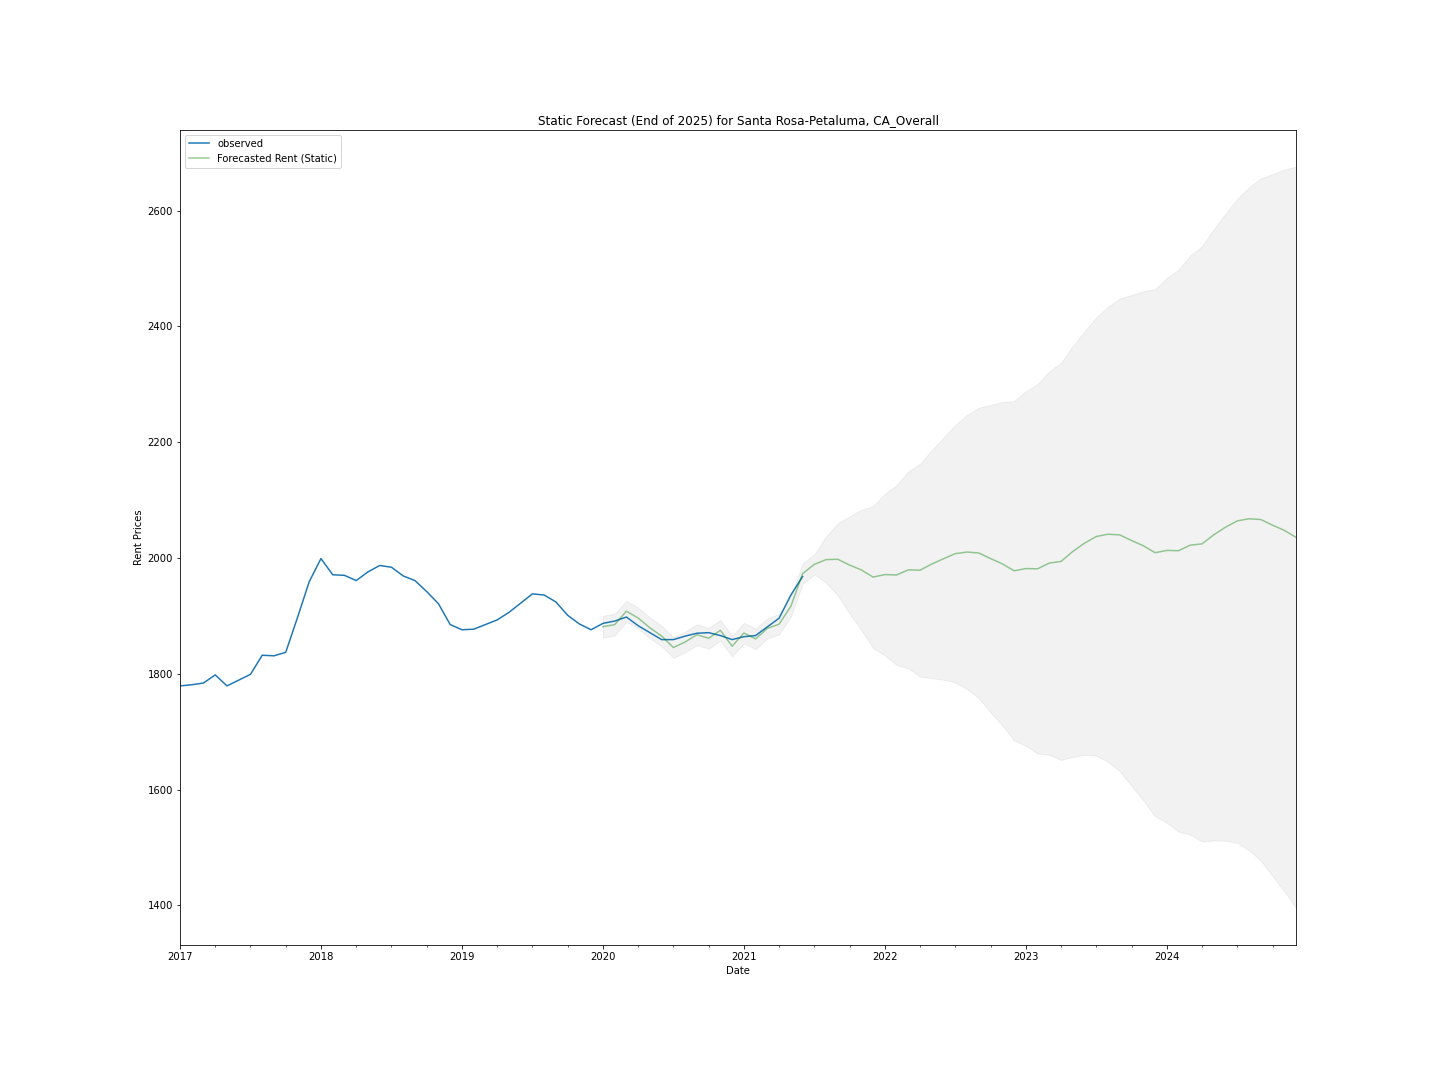 Static Forecast (End of 2025) for Santa Rosa-Petaluma, CA_Overall
observed
Forecasted Rent (Static)
Rent Prices
2600
2400
2200
2000
1800
1600
1400
2017 2018 2019 2020 2021 2022 2023 2024
Date